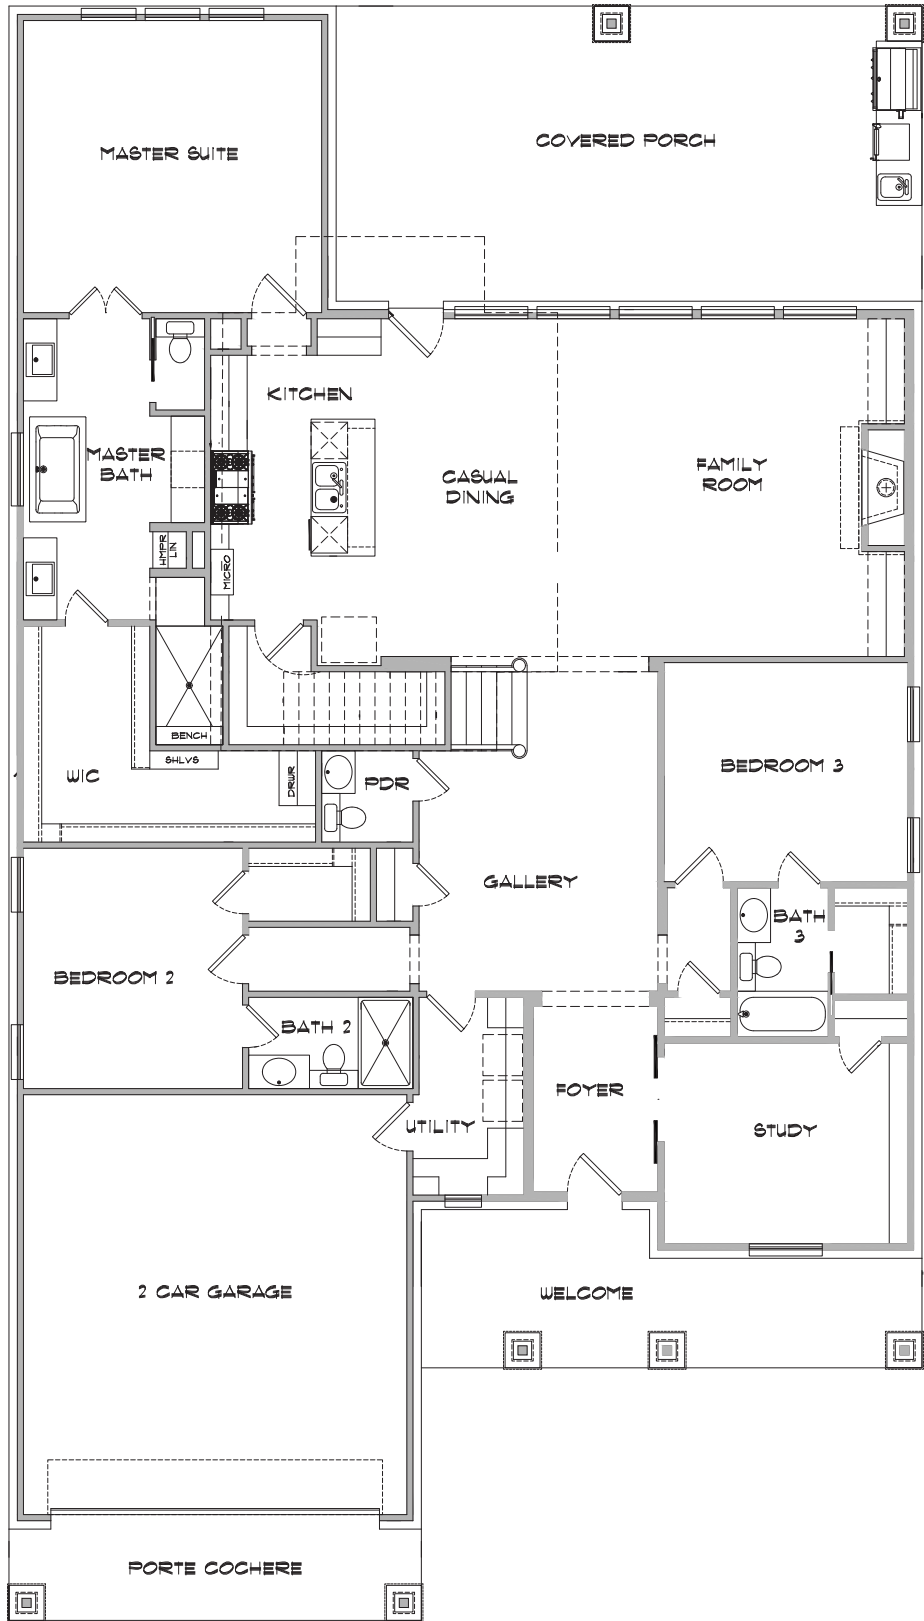 MASTER SUITE
COVERED PORCH
KITCHEN
MASTER
BATH
CASUAL
DINING
FAMILY
ROOM
HMPR
LIN
MICRO
BENCH
SHLVS
WIC
DRWR
PDR
BEDROOM 3
GALLERY
BATH
3
BEDROOM 2
BATH 2
FOYER
UTILITY
STUDY
2 CAR GARAGE
WELCOME
PORTE COCHERE